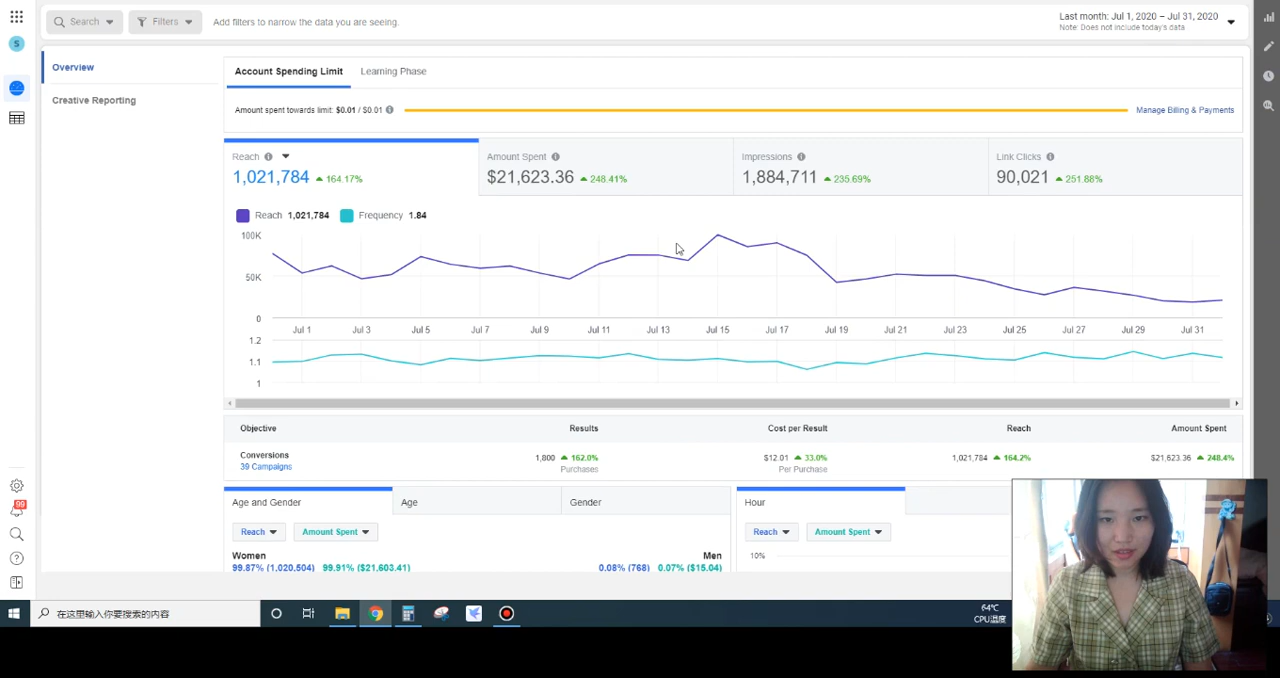 Search
Filters
Add filters to narrow the data you are seeing.
Last month: Jul 1, 2020 – Jul 31, 2020
Note: Does not include today's data
S
Overview
Creative Reporting
Account Spending Limit
Learning Phase
Amount spent towards limit: $0.01 / $0.01
Manage Billing & Payments
Reach
1,021,784 164.17%
Amount Spent
$21,623.36 248.41%
Impressions
1,884,711 235.69%
Link Clicks
90,021 251.88%
Reach 1,021,784 Frequency 1.84
100K
50K
0
Jul 1 Jul 3 Jul 5 Jul 7 Jul 9 Jul 11 Jul 13 Jul 15 Jul 17 Jul 19 Jul 21 Jul 23 Jul 25 Jul 27 Jul 29 Jul 31
1.2
1.1
1
Objective Results Cost per Result Reach Amount Spent
Conversions 1,800 162.0% $12.01 33.0% 1,021,784 164.2% $21,623.36 248.4%
39 Campaigns Purchases Per Purchase
Age and Gender Age Gender
Reach Amount Spent
Women Men
99.87% (1,020,504) 99.91% ($21,603.41) 0.08% (768) 0.07% ($15.04)
Hour
Reach Amount Spent
10%
99
在这里输入你要搜索的内容
64℃
CPU温度